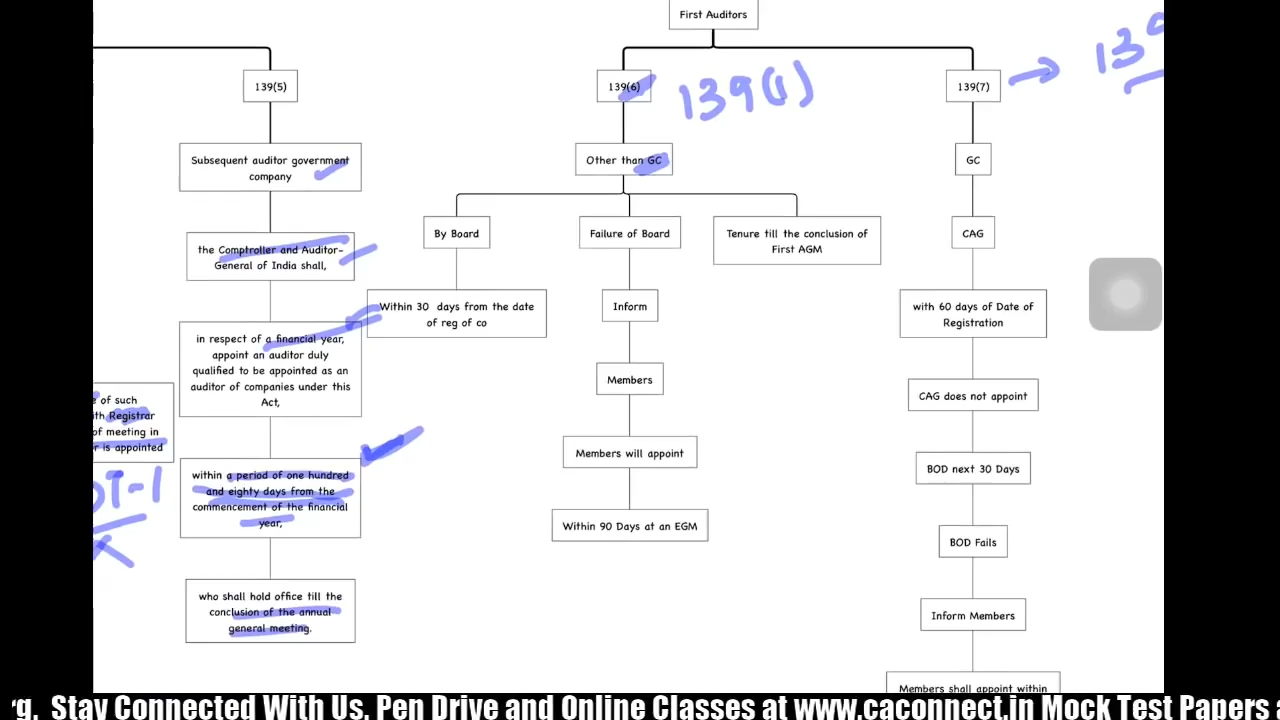 First Auditors
139(5)
Subsequent auditor government
company
the Comptroller and Auditor-
General of India shall,
in respect of a financial year,
appoint an auditor duly
qualified to be appointed as an
auditor of companies under this
Act,
within a period of one hundred
and eighty days from the
commencement of the financial
year,
who shall hold office till the
conclusion of the annual
general meeting.
of such
Registrar
of meeting in
is appointed
T-1
139(6)
139(1)
Other than GC
By Board
Within 30 days from the date
of reg of co
Failure of Board
Inform
Members
Members will appoint
Within 90 Days at an EGM
Tenure till the conclusion of
First AGM
139(7)
GC
CAG
with 60 days of Date of
Registration
CAG does not appoint
BOD next 30 Days
BOD Fails
Inform Members
Members shall appoint within
Stay Connected With Us. Pen Drive and Online Classes at www.caconnect.in Mock Test Papers